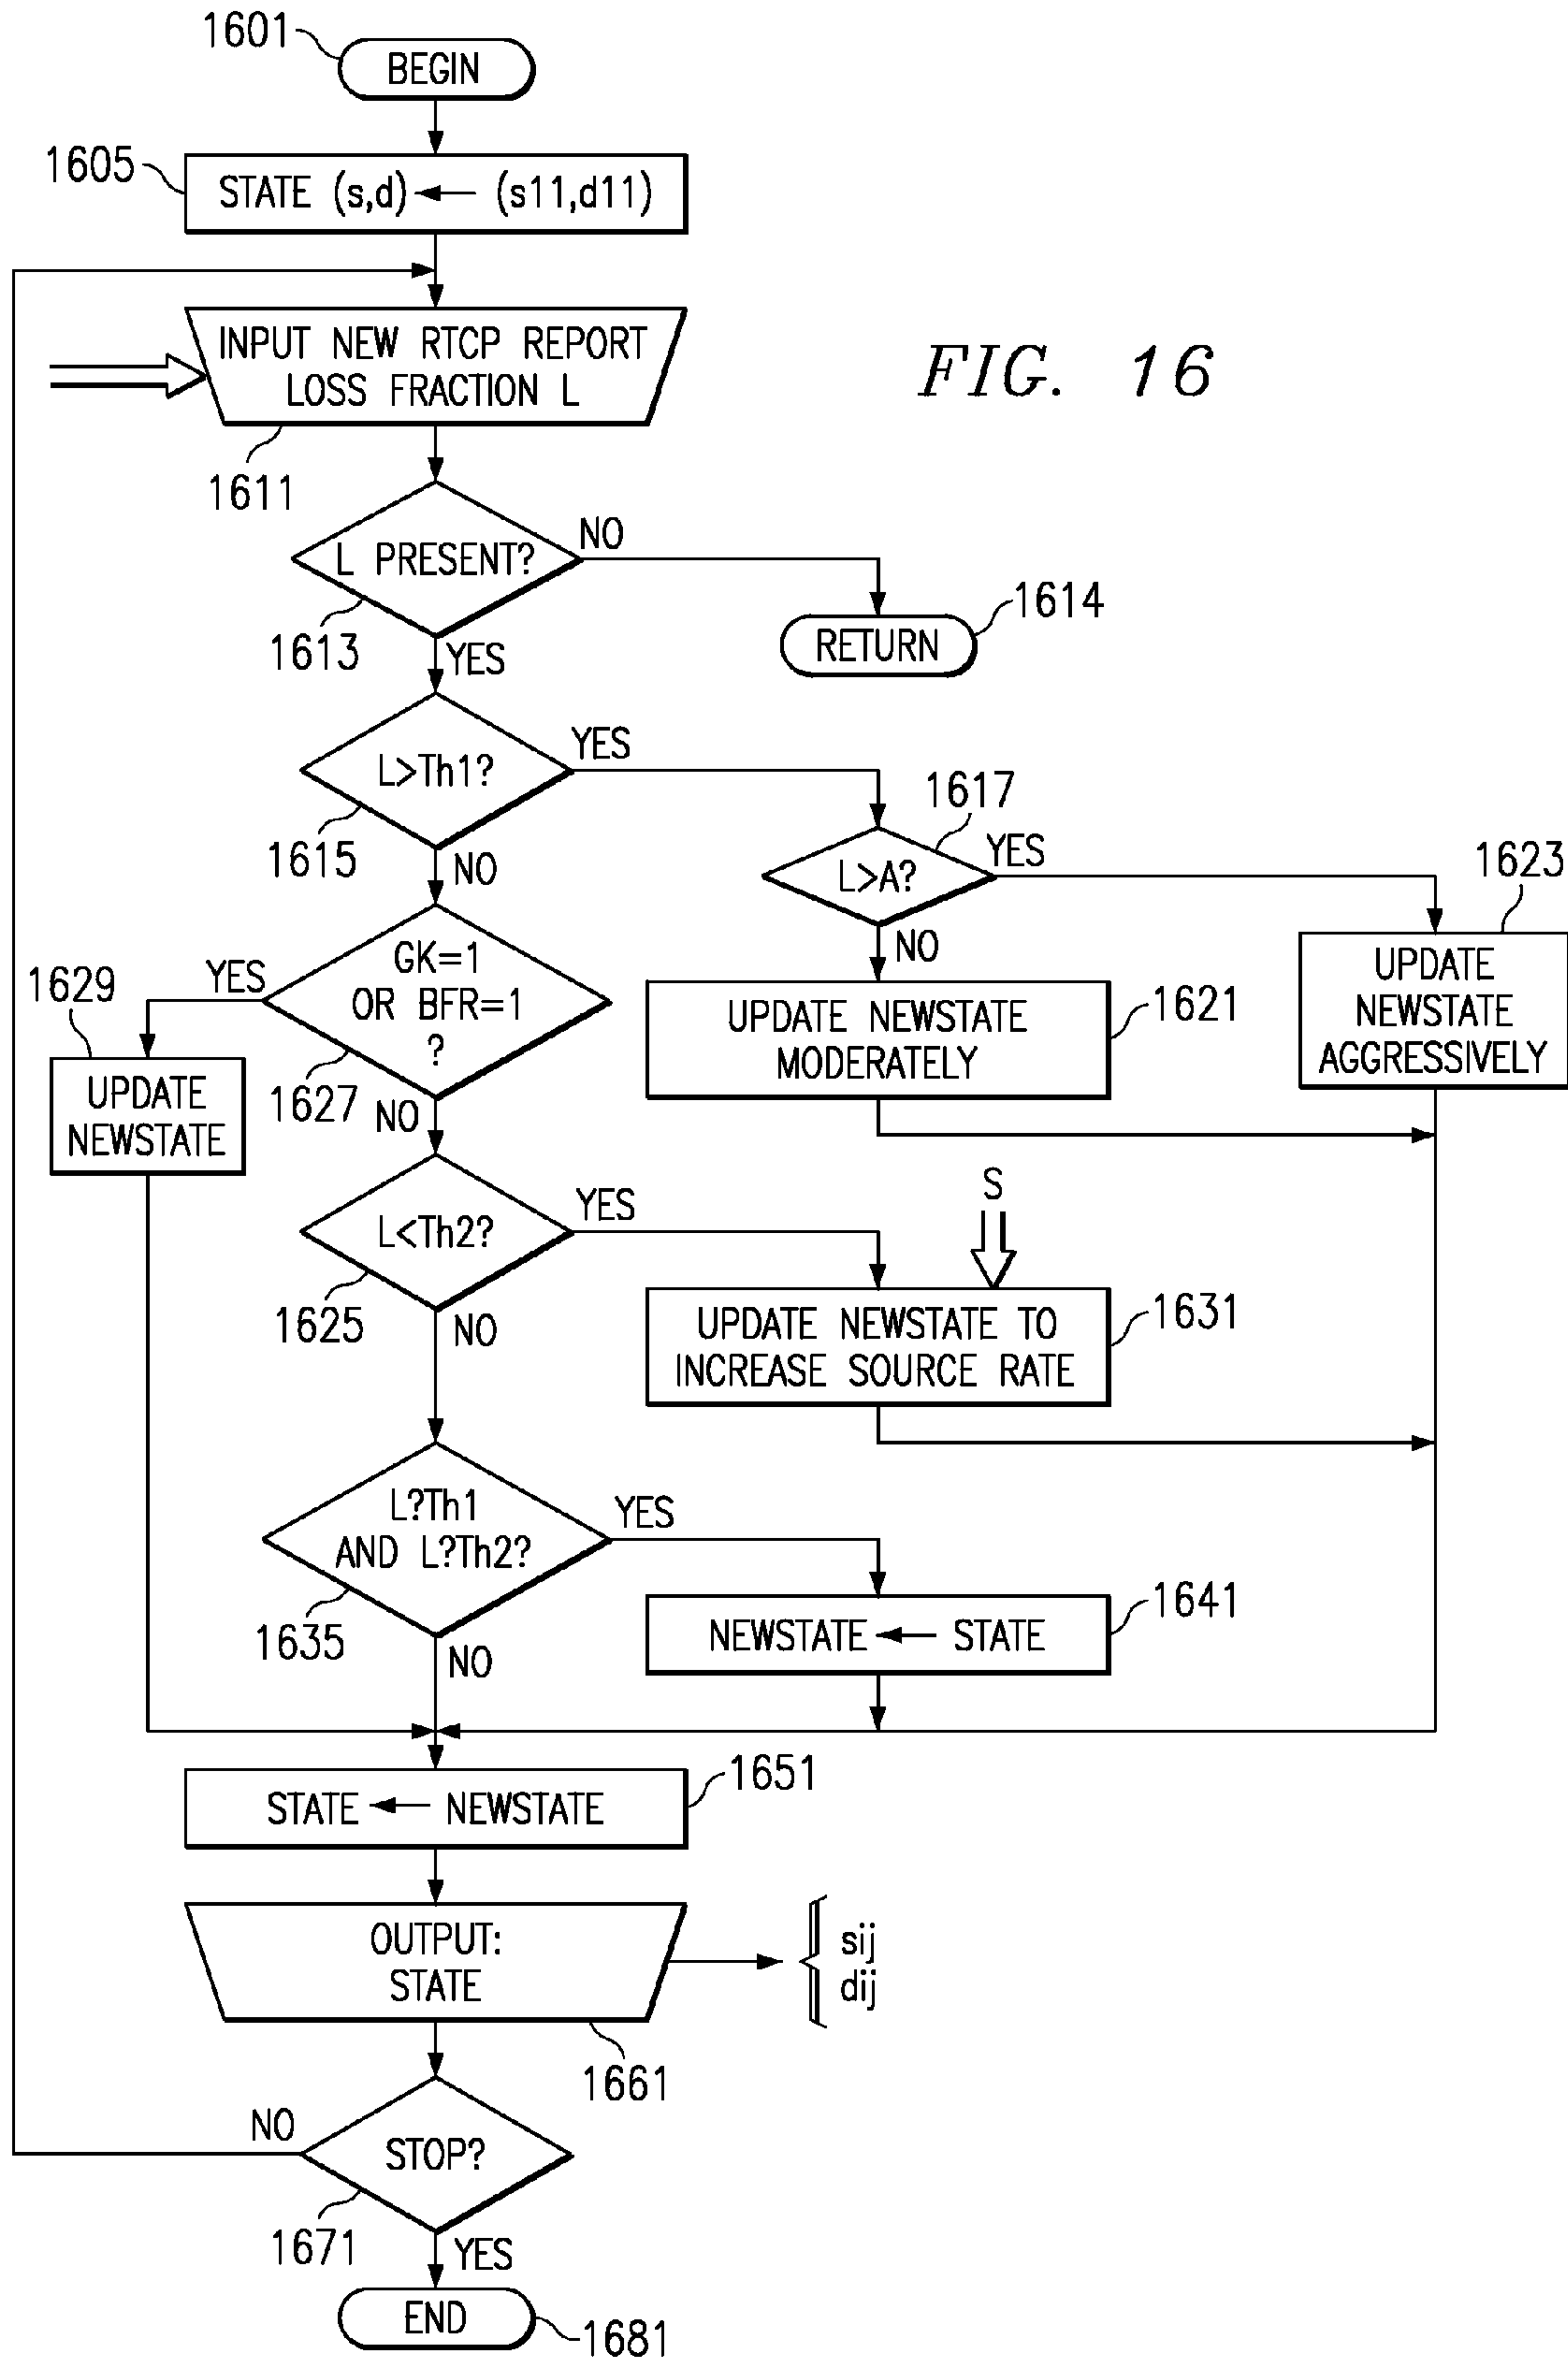 1601
BEGIN
1605
STATE (s,d) ← (s11,d11)
INPUT NEW RTCP REPORT
LOSS FRACTION L
FIG. 16
1611
L PRESENT?
NO
1613
YES
1614
RETURN
L>Th1?
YES
1615
NO
1617
L>A?
YES
NO
1623
UPDATE
NEWSTATE
AGGRESSIVELY
1621
UPDATE NEWSTATE
MODERATELY
GK=1
OR BFR=1
?
YES
1627
NO
1629
UPDATE
NEWSTATE
L<Th2?
YES
1625
NO
S
1631
UPDATE NEWSTATE TO
INCREASE SOURCE RATE
L?Th1
AND L?Th2?
YES
1635
NO
1641
NEWSTATE ← STATE
1651
STATE ← NEWSTATE
OUTPUT:
STATE
sij
dij
1661
STOP?
NO
1671
YES
END
1681